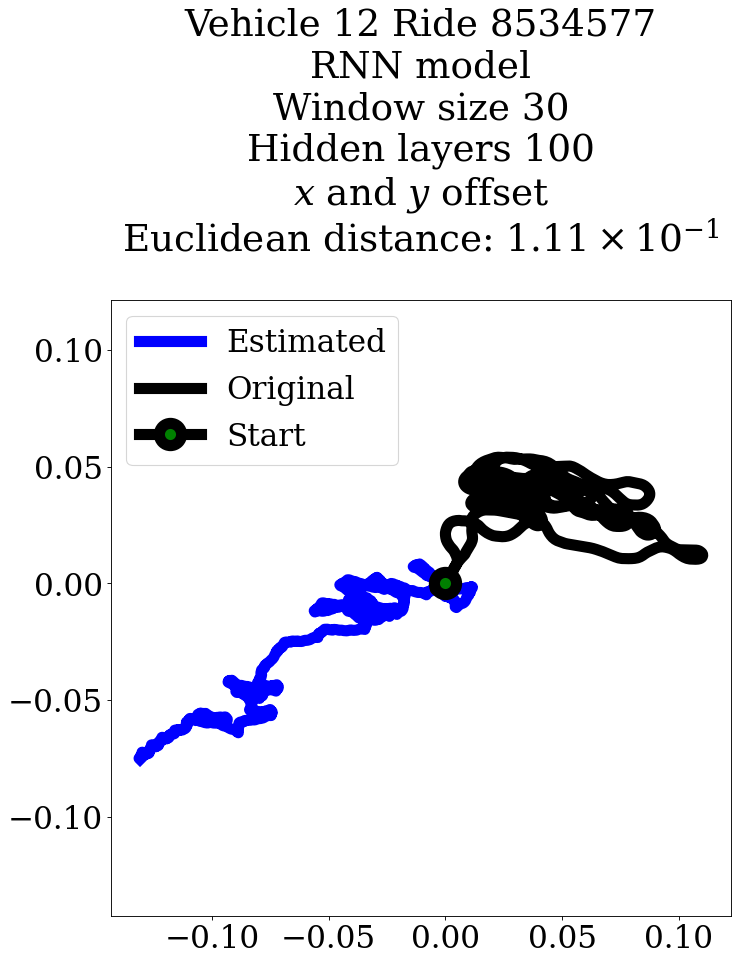 Vehicle 12 Ride 8534577
RNN model
Window size 30
Hidden layers 100
x and y offset
Euclidean distance: 1.11 × 10⁻¹
Estimated
Original
Start
0.10
0.05
0.00
−0.05
−0.10
−0.10 −0.05 0.00 0.05 0.10